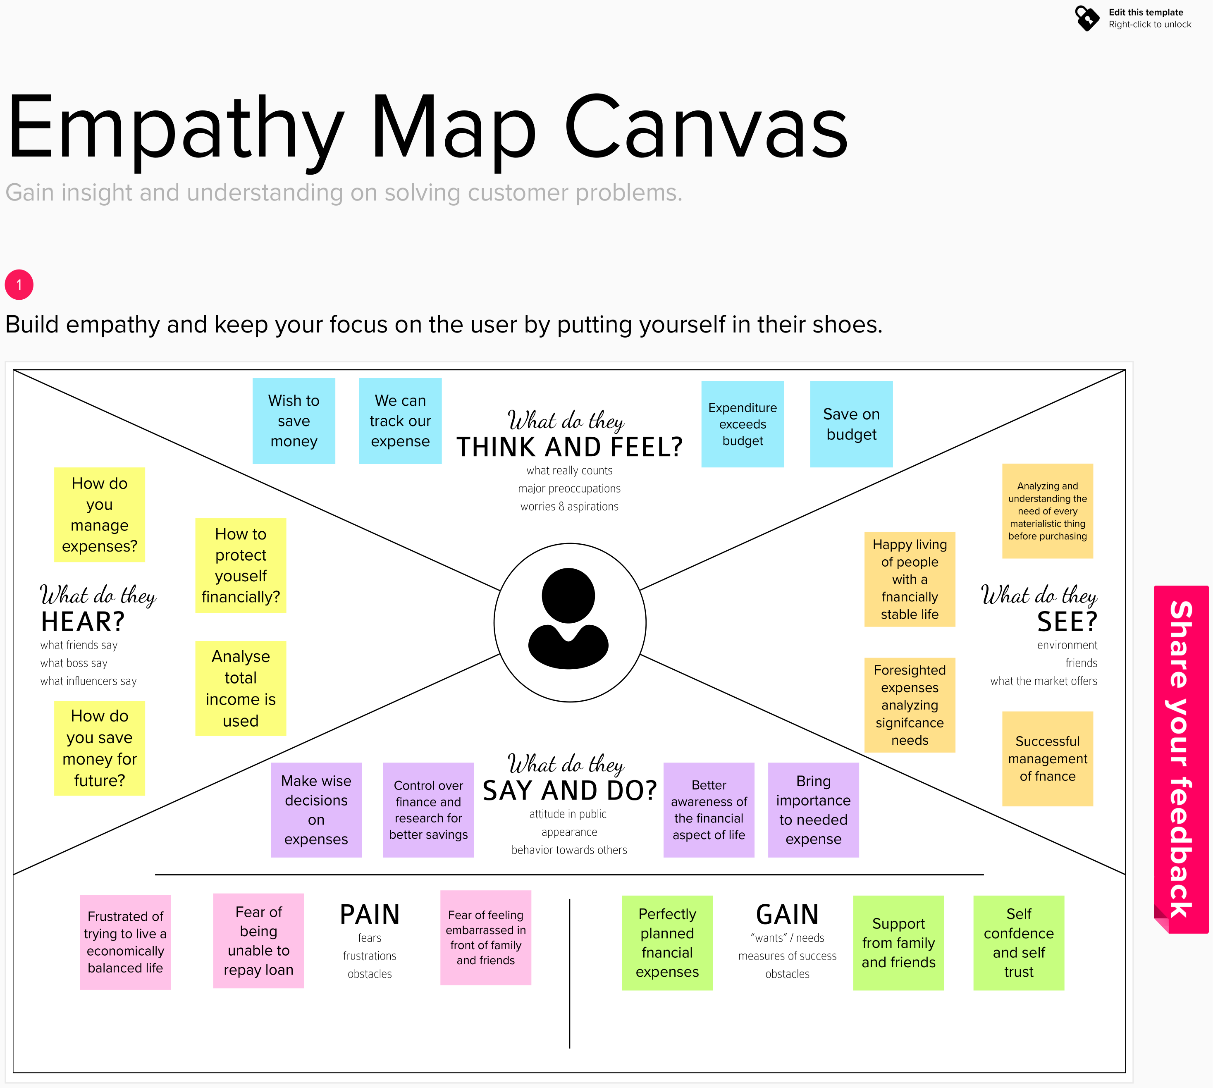 Edit this template
Right-click to unlock
Empathy Map Canvas
Gain insight and understanding on solving customer problems.
1
Build empathy and keep your focus on the user by putting yourself in their shoes.
Wish to
save
money
We can
track our
expense
What do they
THINK AND FEEL?
what really counts
major preoccupations
worries & aspirations
Expenditure
exceeds
budget
Save on
budget
How do
you
manage
expenses?
How to
protect
youself
financially?
What do they
HEAR?
what friends say
what boss say
what influencers say
Analyse
total
income is
used
How do
you save
money for
future?
Analyzing and
understanding the
need of every
materialistic thing
before purchasing
Happy living
of people
with a
fnancially
stable life
What do they
SEE?
environment
friends
what the market offers
Foresighted
expenses
analyzing
signifcance
needs
Successful
management
of fnance
Make wise
decisions
on
expenses
Control over
finance and
research for
better savings
What do they
SAY AND DO?
attitude in public
appearance
behavior towards others
Better
awareness of
the financial
aspect of life
Bring
importance
to needed
expense
Frustrated of
trying to live a
economically
balanced life
Fear of
being
unable to
repay loan
PAIN
fears
frustrations
obstacles
Fear of feeling
embarrassed in
front of family
and friends
Perfectly
planned
fnancial
expenses
GAIN
"wants" / needs
measures of success
obstacles
Support
from family
and friends
Self
confdence
and self
trust
Share your feedback